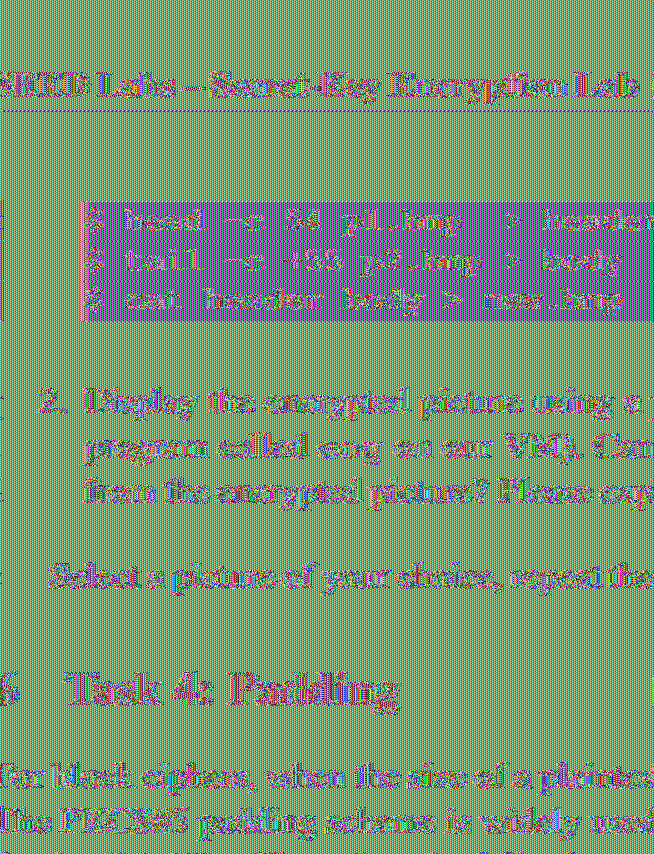 SEED Labs – Secret-Key Encryption Lab
$ head -c 54 p1.bmp > header
$ tail -c +55 p2.bmp > body
$ cat header body > new.bmp
2. Display the encrypted picture using a
program called eog on our VM). Can
from the encrypted picture? Please
Select a picture of your choice, repeat the
6 Task 4: Padding
For block ciphers, when the size of a plaintext
The PKCS#5 padding scheme is widely used